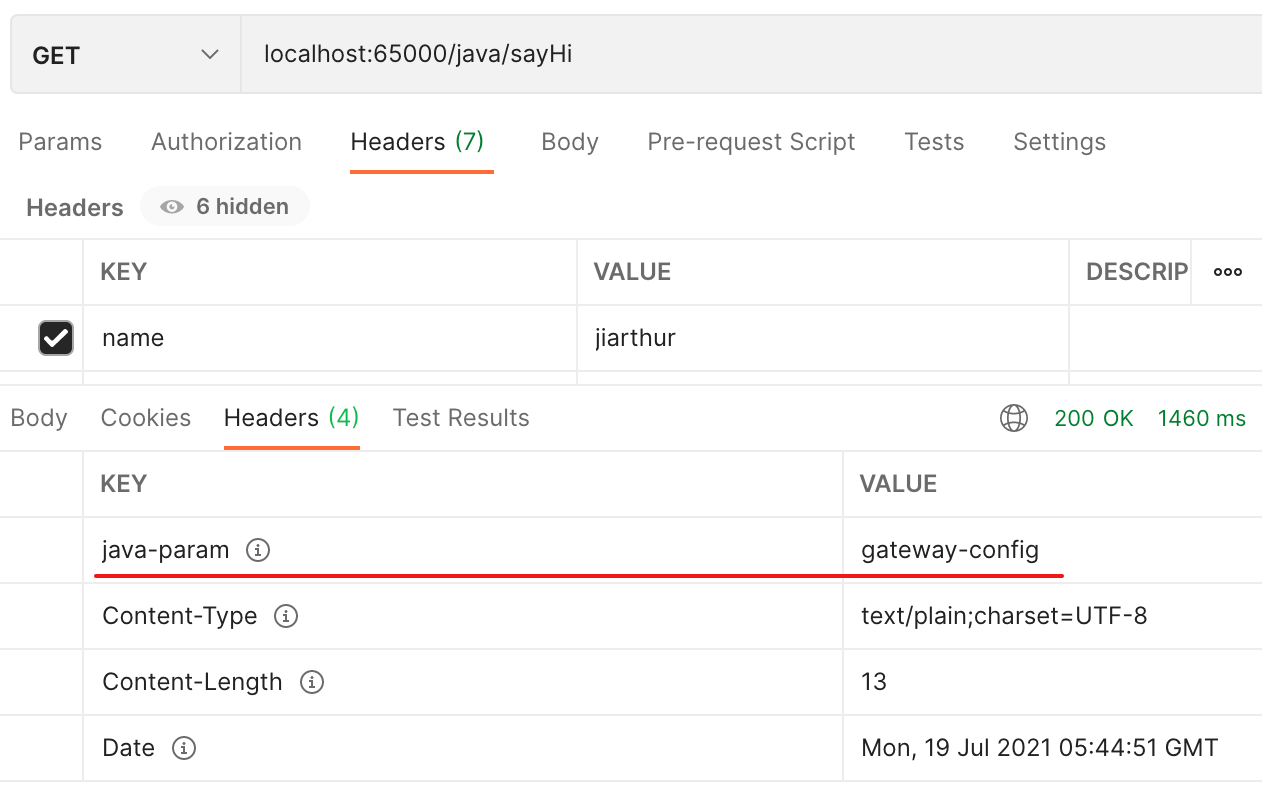 GET localhost:65000/java/sayHi
Params Authorization Headers (7) Body Pre-request Script Tests Settings
Headers 6 hidden
KEY VALUE DESCRIP
name jiarthur
Body Cookies Headers (4) Test Results 200 OK 1460 ms
KEY VALUE
java-param gateway-config
Content-Type text/plain;charset=UTF-8
Content-Length 13
Date Mon, 19 Jul 2021 05:44:51 GMT